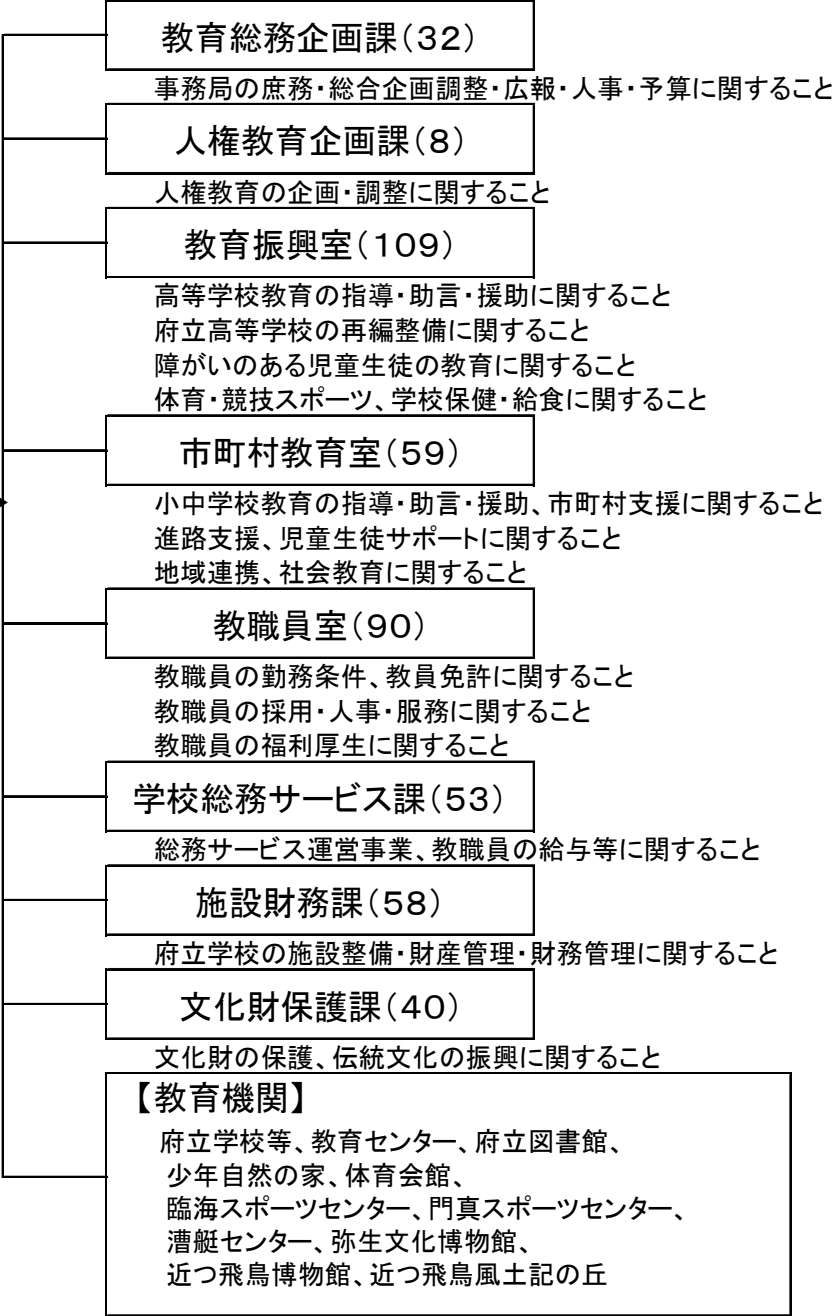 教育総務企画課（３２）
事務局の庶務・総合企画調整・広報・人事・予算に関すること
人権教育企画課（８）
人権教育の企画・調整に関すること
教育振興室（１０９）
高等学校教育の指導・助言・援助に関すること
府立高等学校の再編整備に関すること
障がいのある児童生徒の教育に関すること
体育・競技スポーツ、学校保健・給食に関すること
市町村教育室（５９）
小中学校教育の指導・助言・援助、市町村支援に関すること
進路支援、児童生徒サポートに関すること
地域連携、社会教育に関すること
教職員室（９０）
教職員の勤務条件、教員免許に関すること
教職員の採用・人事・服務に関すること
教職員の福利厚生に関すること
学校総務サービス課（５３）
総務サービス運営事業、教職員の給与等に関すること
施設財務課（５８）
府立学校の施設整備・財産管理・財務管理に関すること
文化財保護課（４０）
文化財の保護、伝統文化の振興に関すること
【教育機関】
府立学校等、教育センター、府立図書館、
少年自然の家、体育会館、
臨海スポーツセンター、門真スポーツセンター、
漕艇センター、弥生文化博物館、
近つ飛鳥博物館、近つ飛鳥風土記の丘